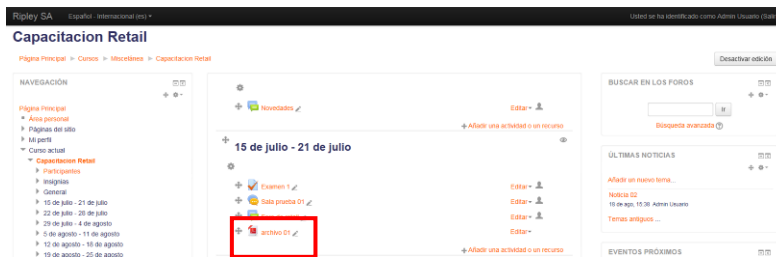 Ripley SA Español - Internacional (es)
Usted se ha identificado como Admin Usuario (Salir
Capacitacion Retail
Página Principal Cursos Miscelánea Capacitacion Retail
Desactivar edición
NAVEGACIÓN
Página Principal
Área personal
Páginas del sitio
Mi perfil
Curso actual
Capacitacion Retail
Participantes
Insignias
General
15 de julio - 21 de julio
22 de julio - 28 de julio
29 de julio - 4 de agosto
5 de agosto - 11 de agosto
12 de agosto - 18 de agosto
19 de agosto - 25 de agosto
Novedades Editar
Añadir una actividad o un recurso
15 de julio - 21 de julio
Examen 1 Editar
Sala prueba 01 Editar
Editar
archivo 01 Editar
Añadir una actividad o un recurso
BUSCAR EN LOS FOROS
Ir
Búsqueda avanzada
ÚLTIMAS NOTICIAS
Añadir un nuevo tema...
Noticia 02
18 de ago, 15:38 Admin Usuario
Temas antiguos ...
EVENTOS PRÓXIMOS